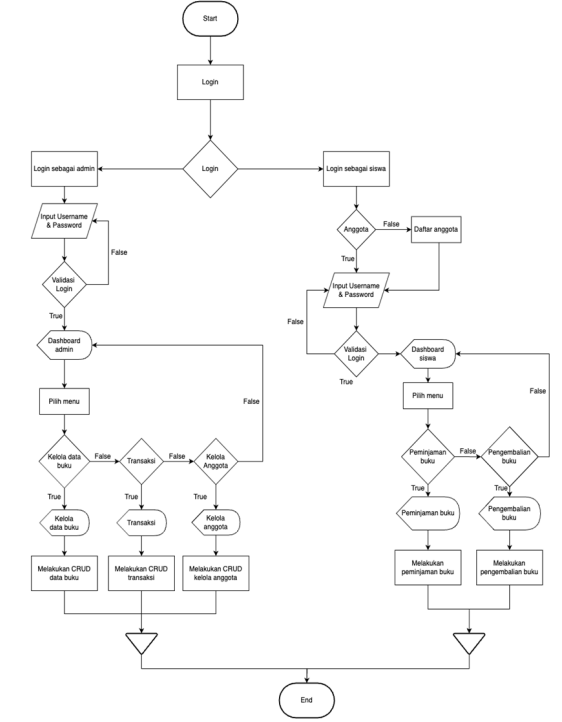 Start
Login
Login
Login sebagai admin
Login sebagai siswa
Input Username
& Password
False
Validasi
Login
True
Dashboard
admin
Pilih menu
False
Kelola data
buku
False
Transaksi
False
Kelola
Anggota
True
True
True
Kelola
data buku
Transaksi
Kelola
anggota
Melakukan CRUD
data buku
Melakukan CRUD
transaksi
Melakukan CRUD
kelola anggota
Anggota
False
Daftar anggota
True
Input Username
& Password
False
Validasi
Login
True
Dashboard
siswa
Pilih menu
False
Peminjaman
buku
False
Pengembalian
buku
True
True
Peminjaman buku
Pengembalian
buku
Melakukan
peminjaman buku
Melakukan
pengembalian buku
End